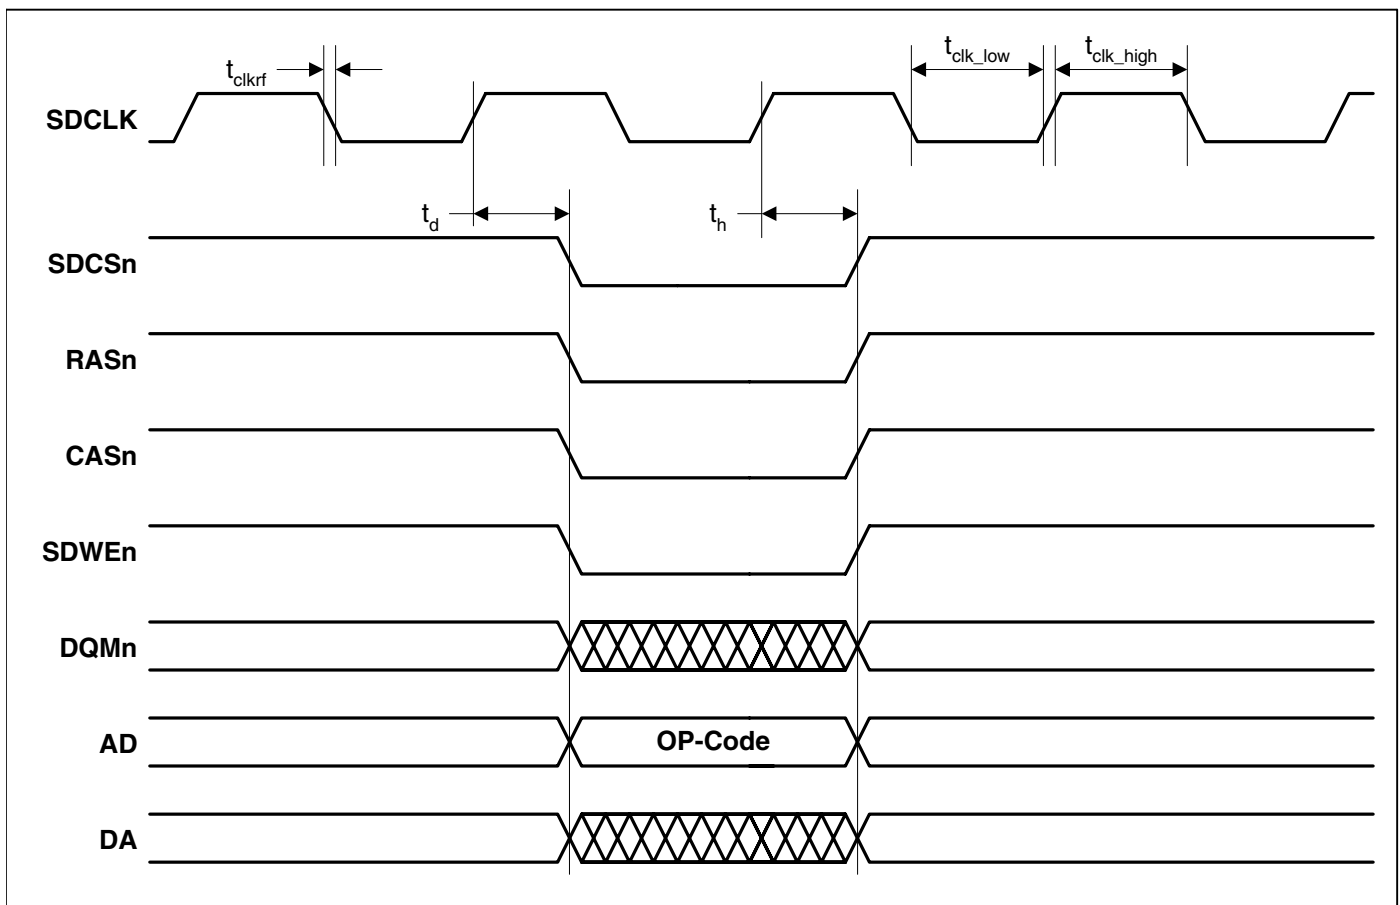 t_clkrf
t_clk_low
t_clk_high
SDCLK
t_d
t_h
SDCSn
RASn
CASn
SDWEn
DQMn
AD
OP-Code
DA